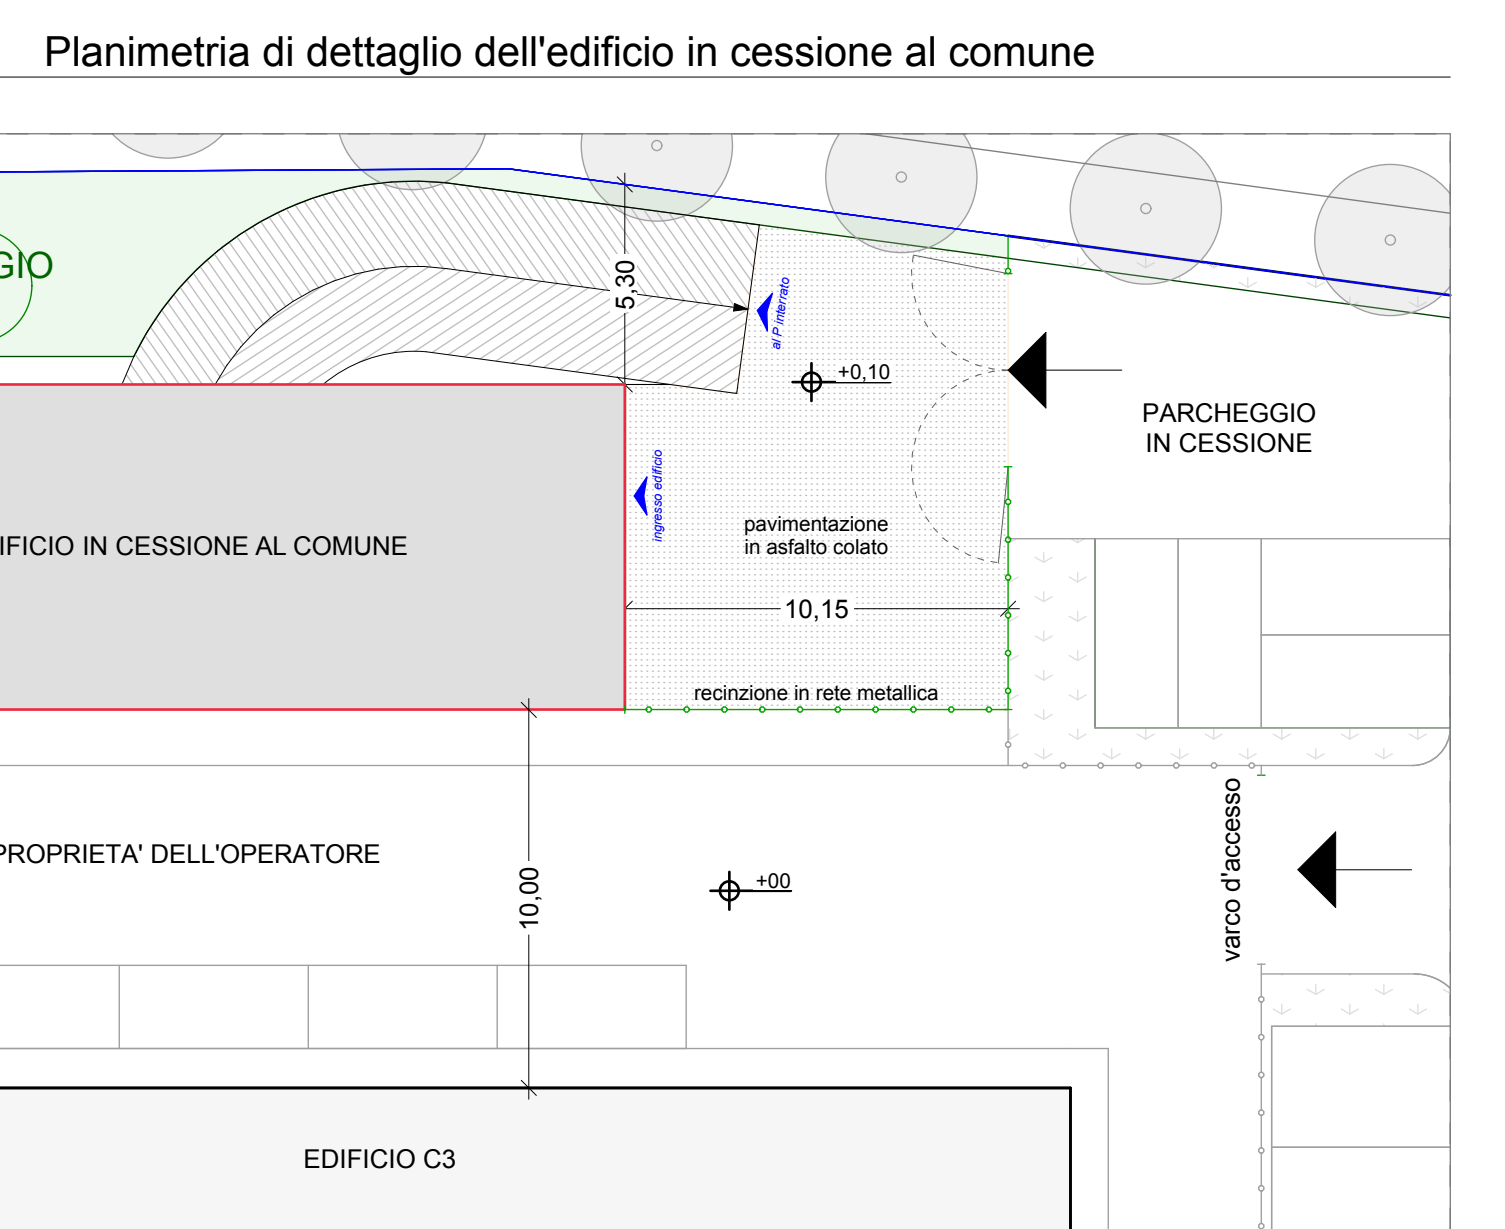 Planimetria di dettaglio dell'edificio in cessione al comune
GIO
5,30
al P interrato
+0,10
PARCHEGGIO
IN CESSIONE
ingresso edificio
pavimentazione
in asfalto colato
IFICIO IN CESSIONE AL COMUNE
10,15
recinzione in rete metallica
PROPRIETA' DELL'OPERATORE
10,00
+00
varco d'accesso
EDIFICIO C3